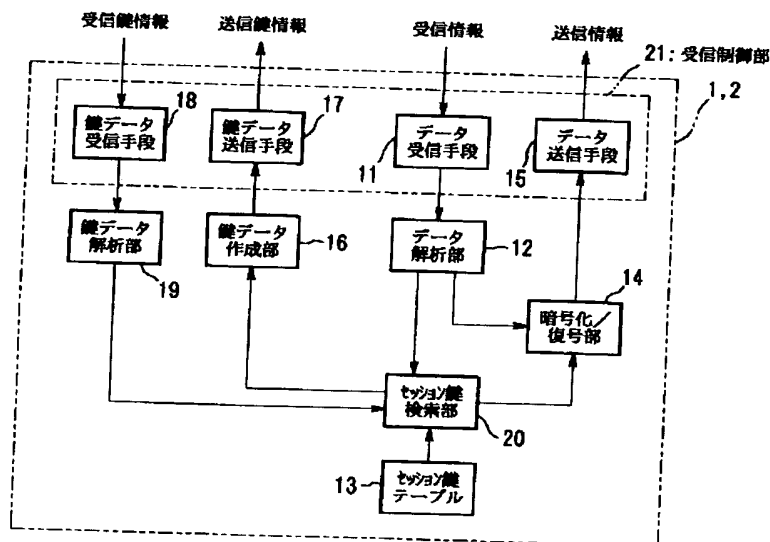 受信鍵情報
送信鍵情報
受信情報
送信情報
21:受信制御部
1,2
18
鍵データ
受信手段
17
鍵データ
送信手段
11
データ
受信手段
15
データ
送信手段
鍵データ
解析部
19
鍵データ
作成部
16
データ
解析部
12
14
暗号化/
復号部
セッション鍵
検索部
20
13
セッション鍵
テーブル